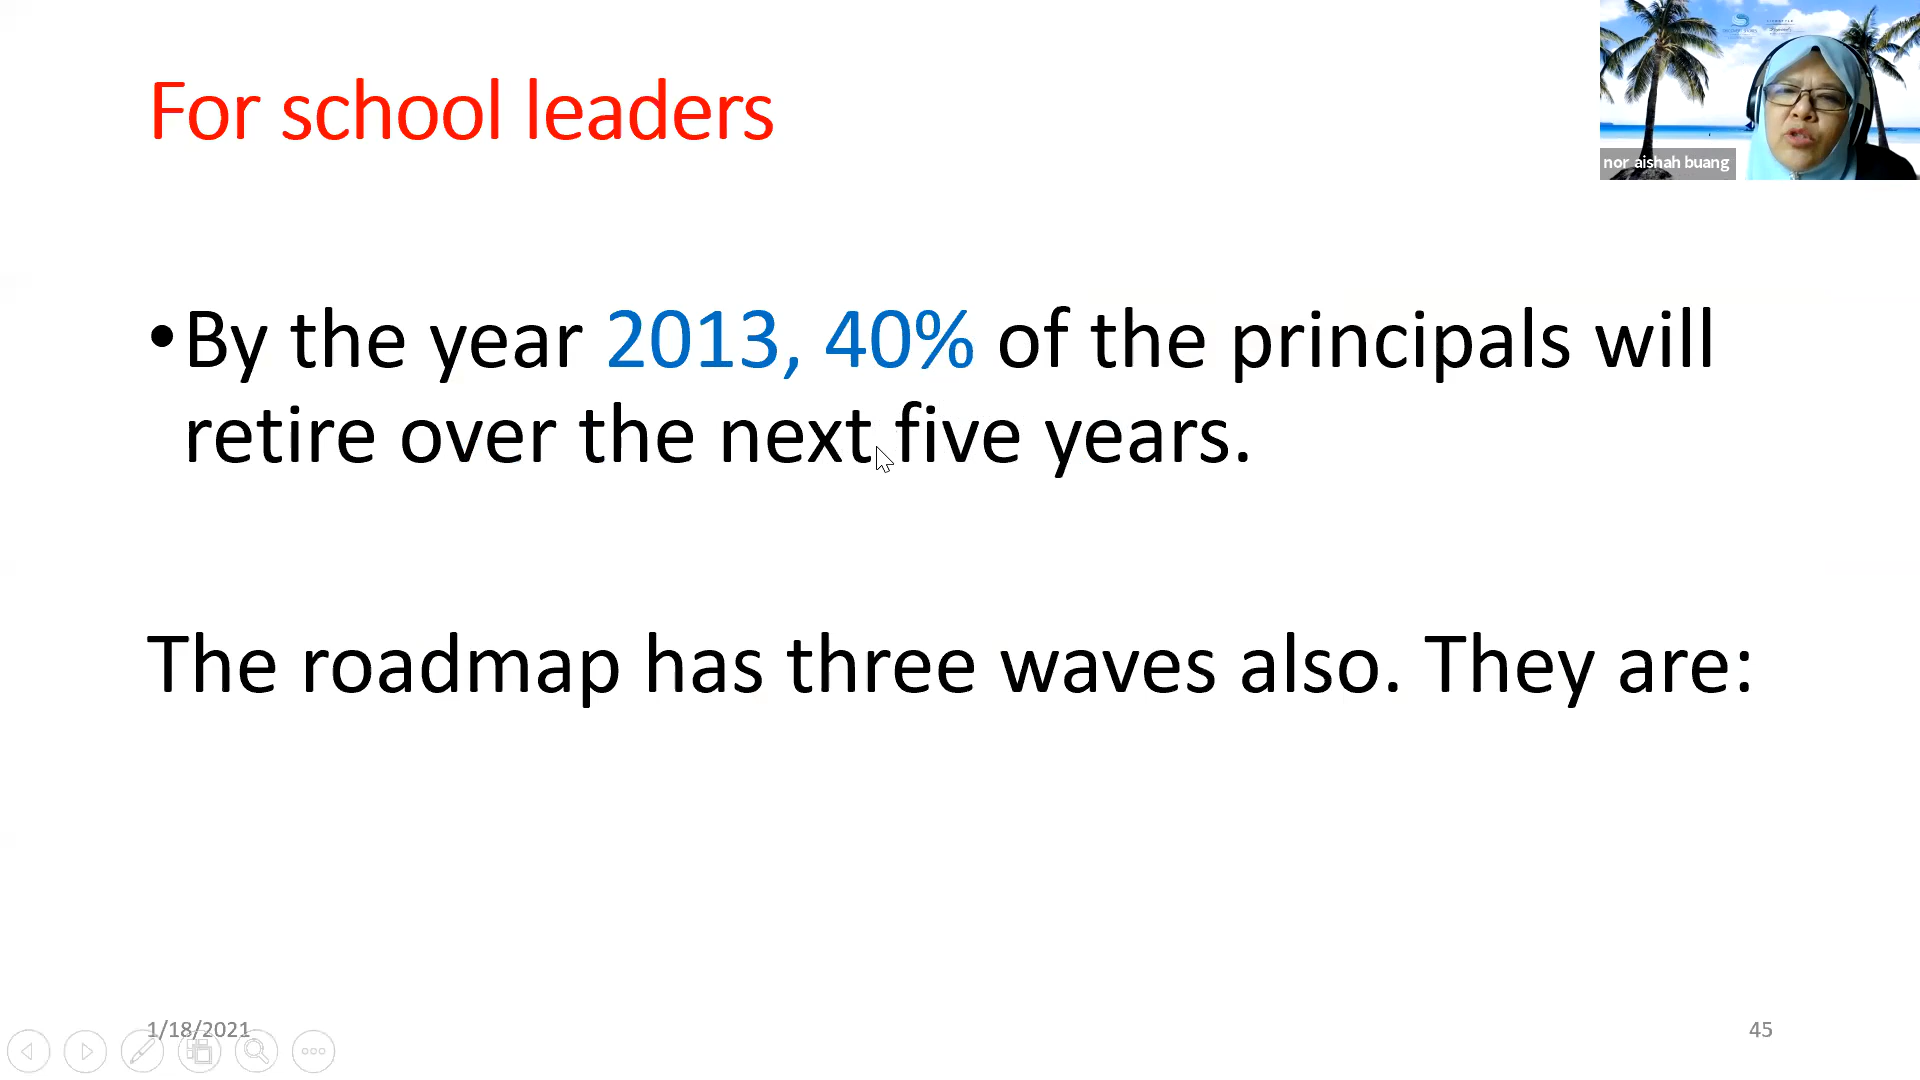 For school leaders
nor aishah buang
•By the year 2013, 40% of the principals will
retire over the next five years.
The roadmap has three waves also. They are:
1/18/2021
45